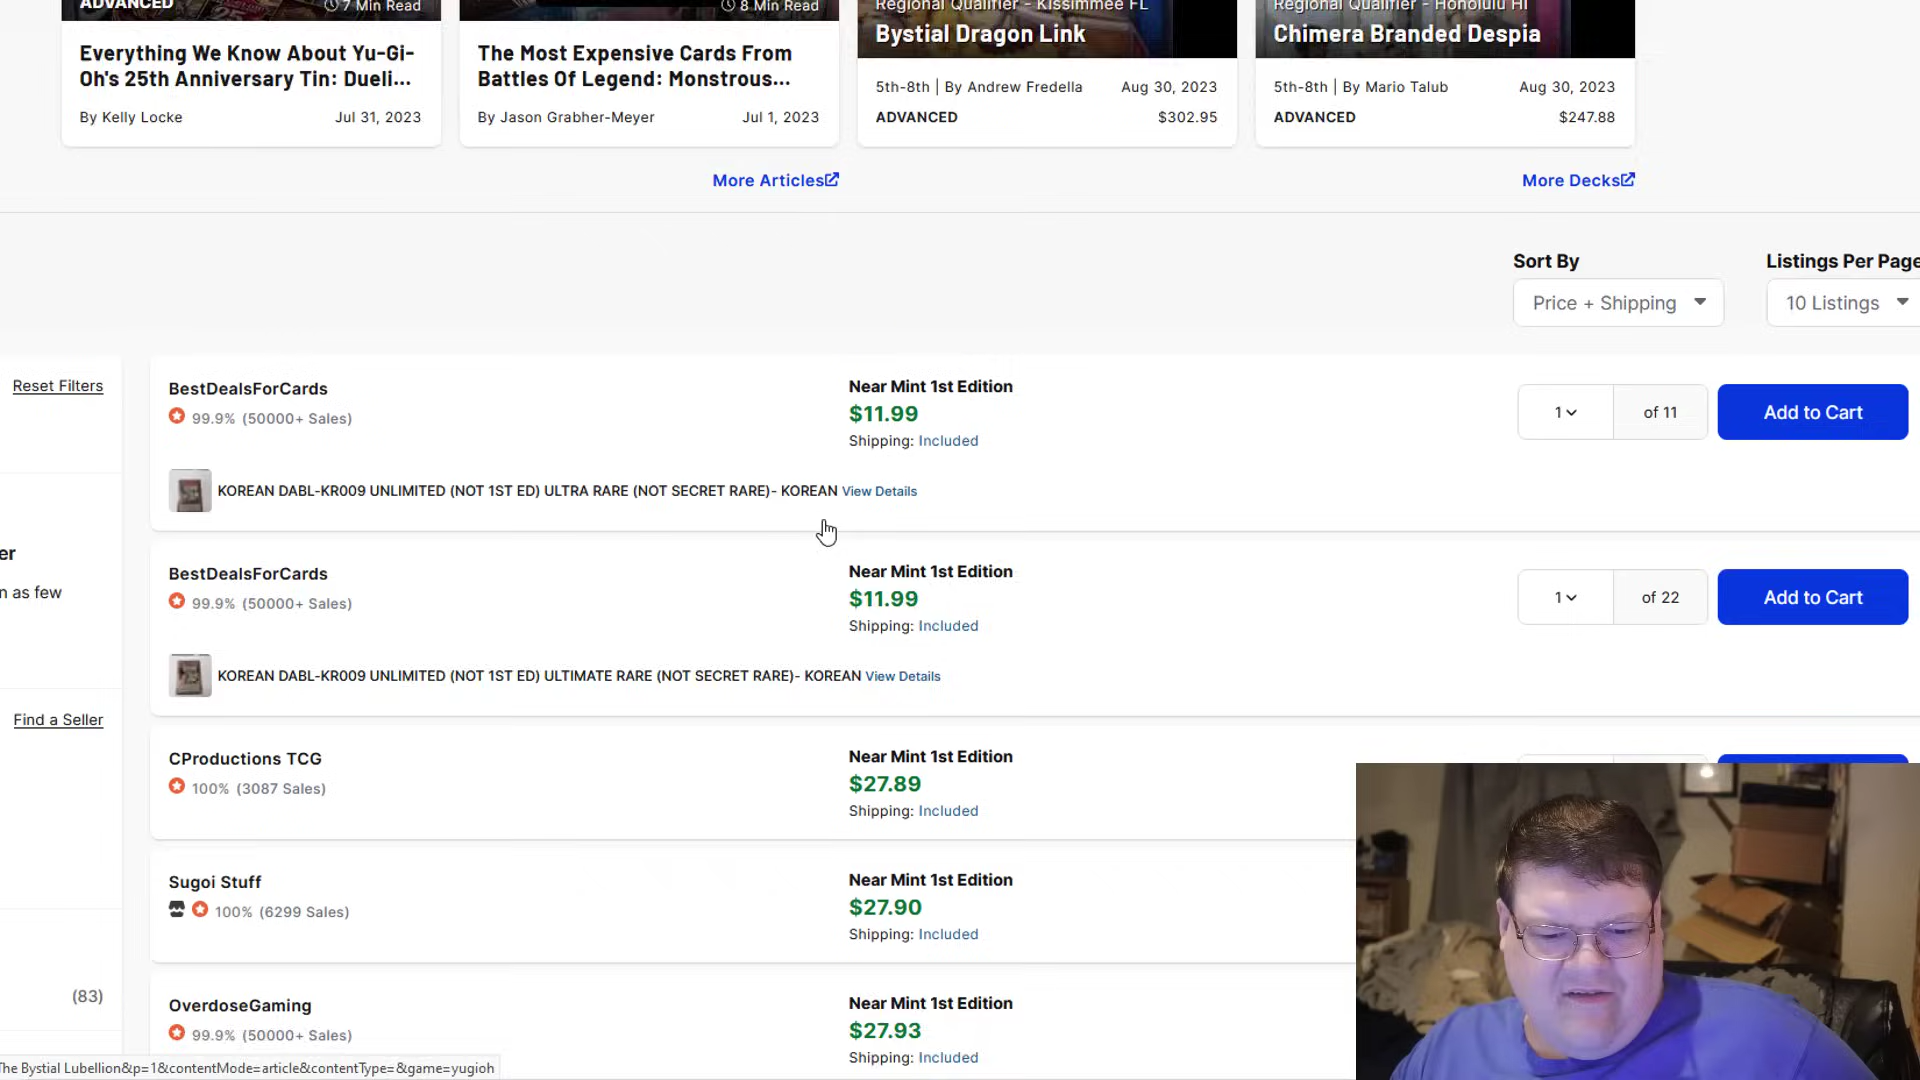 ADVANCED
7 Min Read
8 Min Read
Regional Qualifier - Kissimmee FL
Regional Qualifier - Honolulu HI
Everything We Know About Yu-Gi-
Oh's 25th Anniversary Tin: Dueli...
The Most Expensive Cards From
Battles Of Legend: Monstrous...
Bystial Dragon Link
Chimera Branded Despia
5th-8th | By Andrew Fredella
Aug 30, 2023
5th-8th | By Mario Talub
Aug 30, 2023
By Kelly Locke
Jul 31, 2023
By Jason Grabher-Meyer
Jul 1, 2023
ADVANCED
$302.95
ADVANCED
$247.88
More Articles
More Decks
Sort By
Listings Per Page
Price + Shipping
10 Listings
Reset Filters
BestDealsForCards
99.9% (50000+ Sales)
Near Mint 1st Edition
$11.99
Shipping: Included
1
of 11
Add to Cart
KOREAN DABL-KR009 UNLIMITED (NOT 1ST ED) ULTRA RARE (NOT SECRET RARE)- KOREAN View Details
er
n as few
BestDealsForCards
99.9% (50000+ Sales)
Near Mint 1st Edition
$11.99
Shipping: Included
1
of 22
Add to Cart
KOREAN DABL-KR009 UNLIMITED (NOT 1ST ED) ULTIMATE RARE (NOT SECRET RARE)- KOREAN View Details
Find a Seller
CProductions TCG
100% (3087 Sales)
Near Mint 1st Edition
$27.89
Shipping: Included
Sugoi Stuff
100% (6299 Sales)
Near Mint 1st Edition
$27.90
Shipping: Included
(83)
OverdoseGaming
99.9% (50000+ Sales)
Near Mint 1st Edition
$27.93
Shipping: Included
he Bystial Lubellion&p=1&contentMode=article&contentType=&game=yugioh